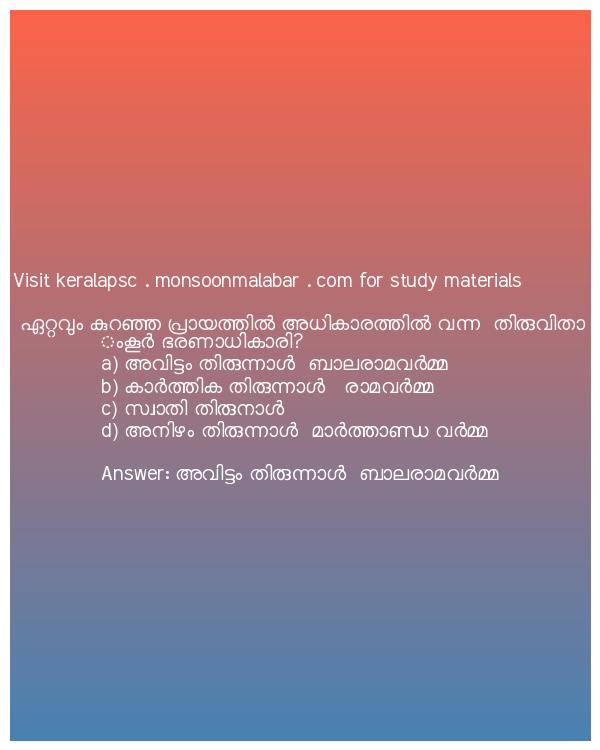 Visit keralapsc . monsoonmalabar . com for study materials
ഏറ്റവും കുറഞ്ഞ പ്രായത്തിൽ അധികാരത്തിൽ വന്ന തിരുവിതാ
ംകൂർ ഭരണാധികാരി?
a) അവിട്ടം തിരുന്നാൾ ബാലരാമവർമ്മ
b) കാർത്തിക തിരുന്നാൾ രാമവർമ്മ
c) സ്വാതി തിരുനാൾ
d) അനിഴം തിരുന്നാൾ മാർത്താണ്ഡ വർമ്മ
Answer: അവിട്ടം തിരുന്നാൾ ബാലരാമവർമ്മ